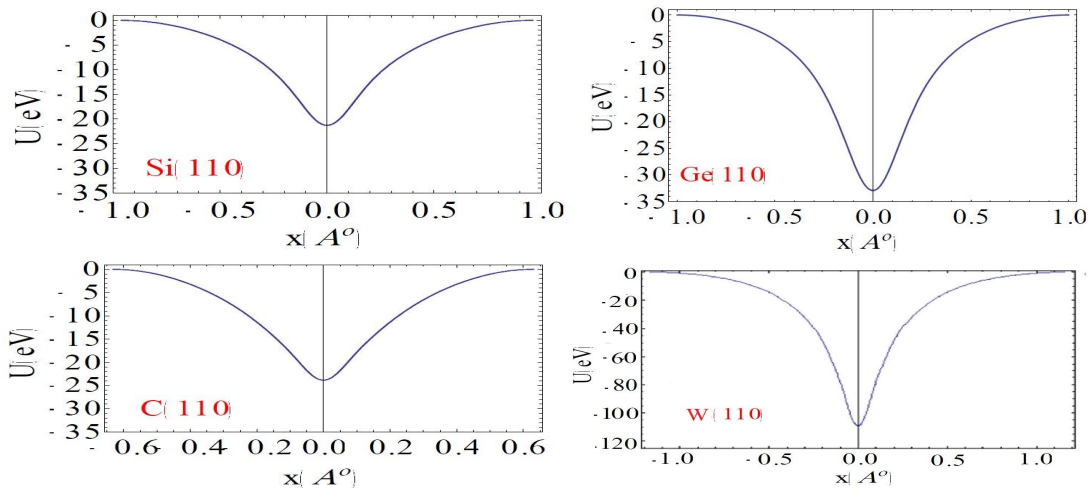 0
- 5
- 10
- 15
- 20
- 25
- 30
- 35
U(eV)
Si(110)
- 1.0 - 0.5 0.0 0.5 1.0
x(A°)
0
- 5
- 10
- 15
- 20
- 25
- 30
- 35
U(eV)
Ge(110)
- 1.0 - 0.5 0.0 0.5 1.0
x(A°)
0
- 5
- 10
- 15
- 20
- 25
- 30
- 35
U(eV)
C(110)
- 0.6 - 0.4 - 0.2 0.0 0.2 0.4 0.6
x(A°)
0
-20
-40
-60
-80
-100
-120
U(eV)
W(110)
-1.0 -0.5 0.0 0.5 1.0
x(A°)